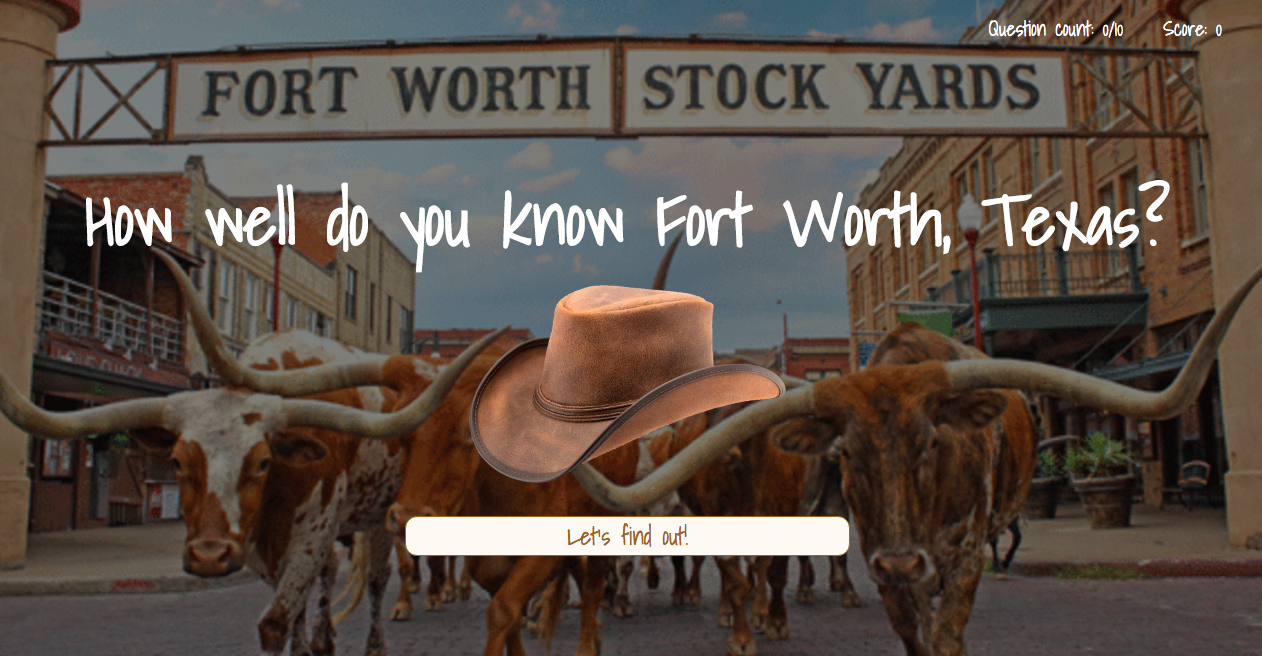 Question count: 0/10 Score: 0
FORT WORTH STOCK YARDS
How well do you know Fort Worth, Texas?
Let's find out!